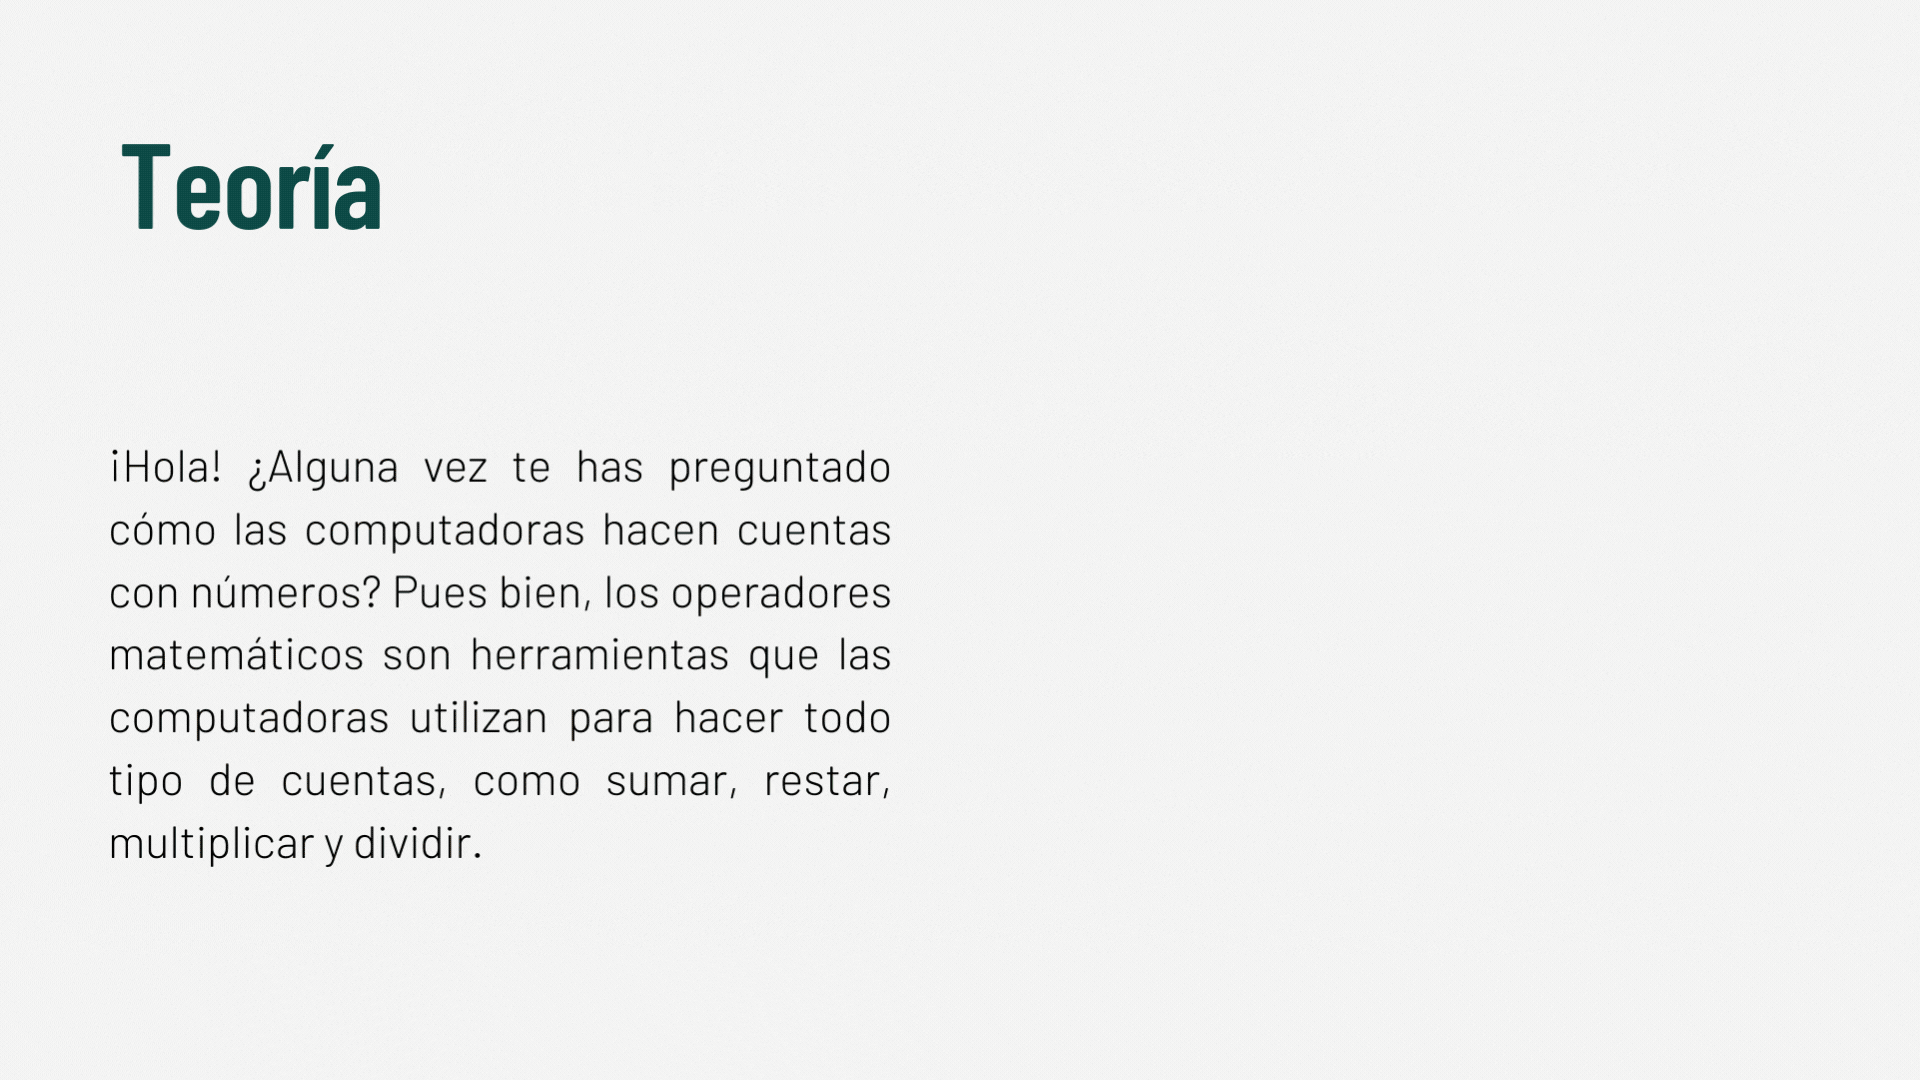 Teoría
¡Hola! ¿Alguna vez te has preguntado
cómo las computadoras hacen cuentas
con números? Pues bien, los operadores
matemáticos son herramientas que las
computadoras utilizan para hacer todo
tipo de cuentas, como sumar, restar,
multiplicar y dividir.